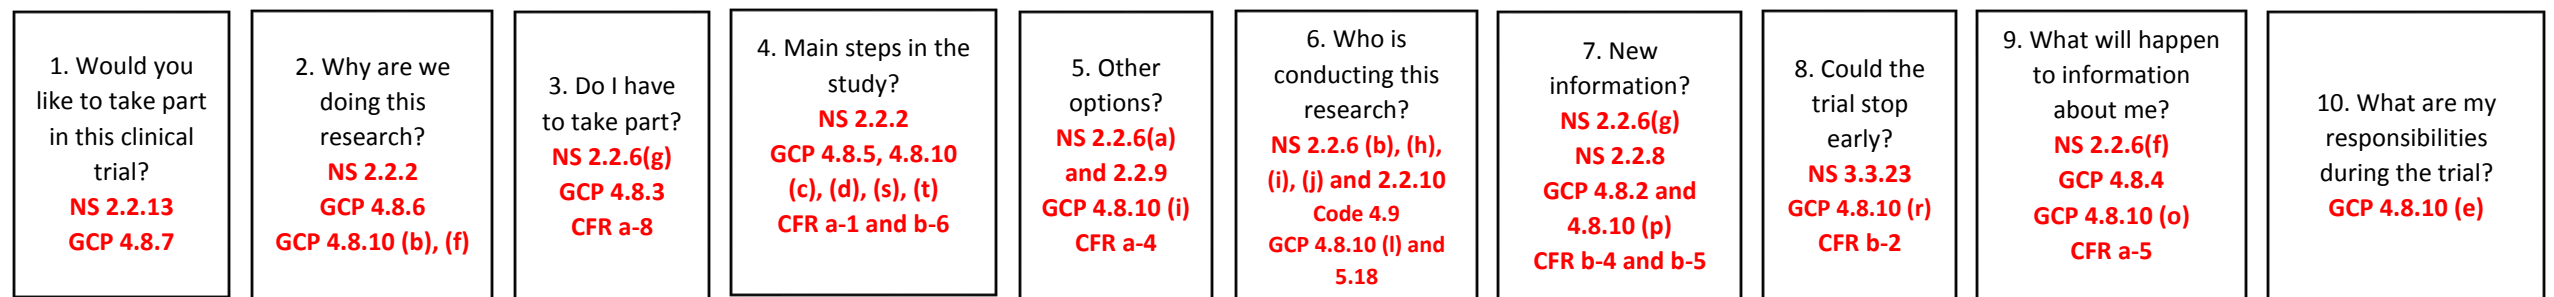 1. Would you
like to take part
in this clinical
trial?
NS 2.2.13
GCP 4.8.7
2. Why are we
doing this
research?
NS 2.2.2
GCP 4.8.6
GCP 4.8.10 (b), (f)
3. Do I have
to take part?
NS 2.2.6(g)
GCP 4.8.3
CFR a-8
4. Main steps in the
study?
NS 2.2.2
GCP 4.8.5, 4.8.10
(c), (d), (s), (t)
CFR a-1 and b-6
5. Other
options?
NS 2.2.6(a)
and 2.2.9
GCP 4.8.10 (i)
CFR a-4
6. Who is
conducting this
research?
NS 2.2.6 (b), (h),
(i), (j) and 2.2.10
Code 4.9
GCP 4.8.10 (l) and
5.18
7. New
information?
NS 2.2.6(g)
NS 2.2.8
GCP 4.8.2 and
4.8.10 (p)
CFR b-4 and b-5
8. Could the
trial stop
early?
NS 3.3.23
GCP 4.8.10 (r)
CFR b-2
9. What will happen
to information
about me?
NS 2.2.6(f)
GCP 4.8.4
GCP 4.8.10 (o)
CFR a-5
10. What are my
responsibilities
during the trial?
GCP 4.8.10 (e)